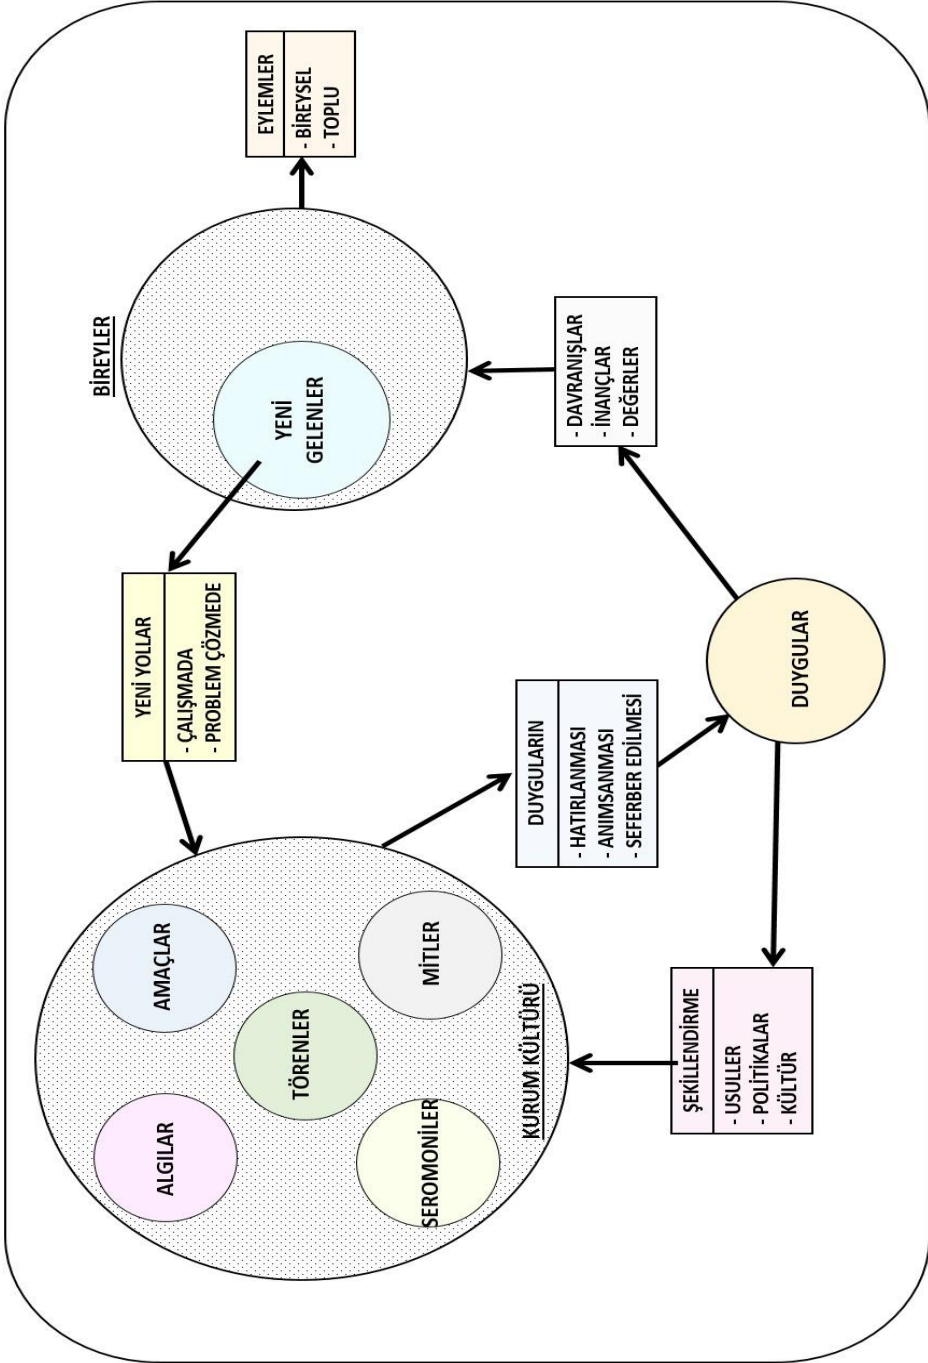 ALGILAR
AMAÇLAR
TÖRENLER
SEROMONİLER
MİTLER
KURUM KÜLTÜRÜ
YENİ YOLLAR
- ÇALIŞMADA
- PROBLEM ÇÖZMEDE
BİREYLER
YENİ
GELENLER
EYLEMLER
- BİREYSEL
- TOPLU
DUYGULARIN
- HATIRLANMASI
- ANIMSANMASI
- SEFERBER EDİLMESİ
- DAVRANIŞLAR
- İNANÇLAR
- DEĞERLER
ŞEKİLLENDİRME
- USULLER
- POLİTİKALAR
- KÜLTÜR
DUYGULAR